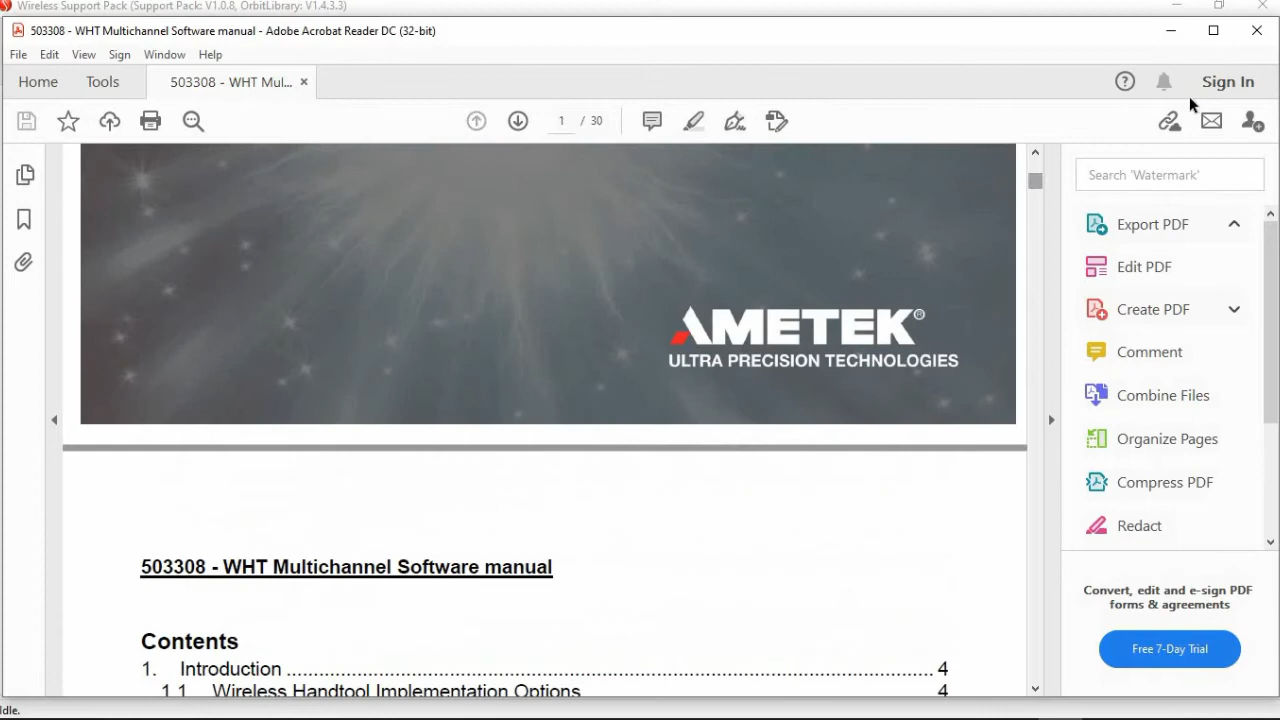 Wireless Support Pack (Support Pack: V1.0.8, OrbitLibrary: V1.4.3.3)
503308 - WHT Multichannel Software manual - Adobe Acrobat Reader DC (32-bit)
File Edit View Sign Window Help
Home Tools 503308 - WHT Mul... × Sign In
1 / 30
Search 'Watermark'
Export PDF
Edit PDF
Create PDF
Comment
Combine Files
Organize Pages
Compress PDF
Redact
Convert, edit and e-sign PDF
forms & agreements
Free 7-Day Trial
AMETEK®
ULTRA PRECISION TECHNOLOGIES
503308 - WHT Multichannel Software manual
Contents
1. Introduction ........................................................................................................ 4
1.1 Wireless Handtool Implementation Options 4
Idle.